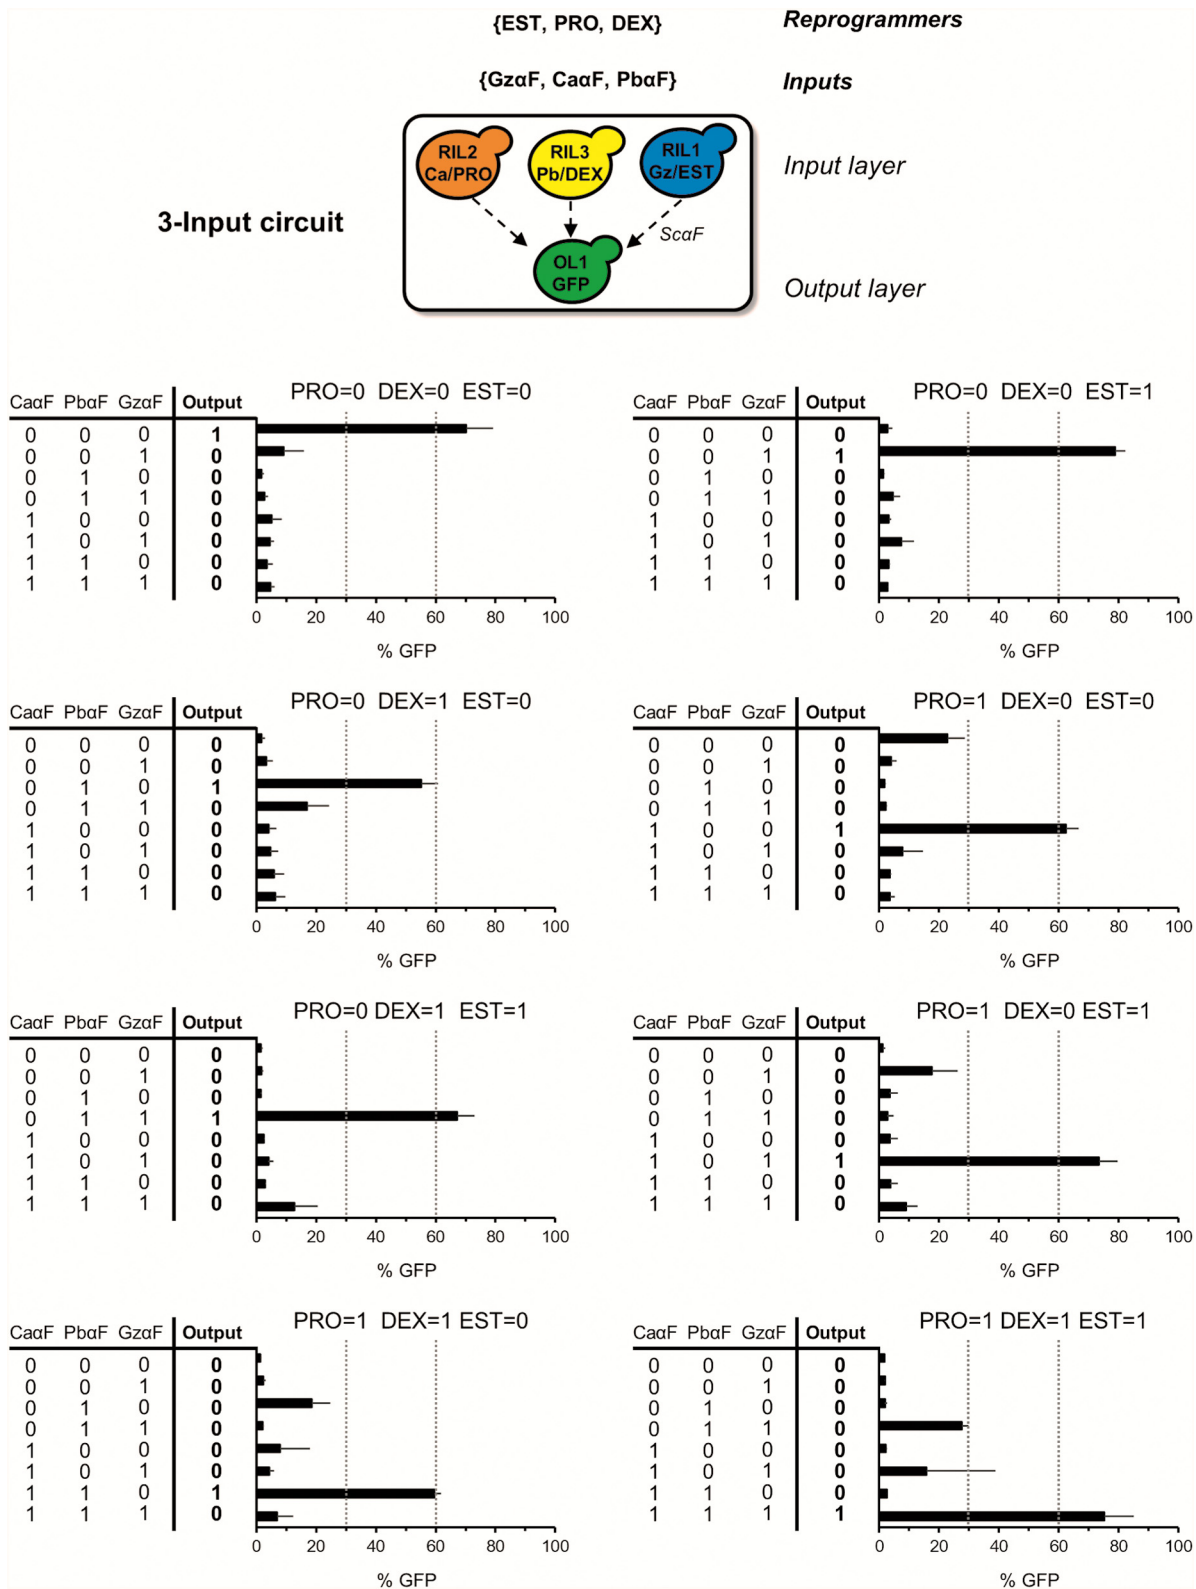 {EST, PRO, DEX} Reprogrammers
{GzαF, CaαF, PbαF} Inputs
RIL2 Ca/PRO
RIL3 Pb/DEX
RIL1 Gz/EST
Input layer
3-Input circuit
ScαF
OL1 GFP
Output layer
PRO=0 DEX=0 EST=0
CaαF PbαF GzαF Output
0 0 0 1
0 0 1 0
0 1 0 0
0 1 1 0
1 0 0 0
1 0 1 0
1 1 0 0
1 1 1 0
0 20 40 60 80 100
% GFP
PRO=0 DEX=0 EST=1
CaαF PbαF GzαF Output
0 0 0 0
0 0 1 1
0 1 0 0
0 1 1 0
1 0 0 0
1 0 1 0
1 1 0 0
1 1 1 0
0 20 40 60 80 100
% GFP
PRO=0 DEX=1 EST=0
CaαF PbαF GzαF Output
0 0 0 0
0 0 1 0
0 1 0 1
0 1 1 0
1 0 0 0
1 0 1 0
1 1 0 0
1 1 1 0
0 20 40 60 80 100
% GFP
PRO=1 DEX=0 EST=0
CaαF PbαF GzαF Output
0 0 0 0
0 0 1 0
0 1 0 0
0 1 1 0
1 0 0 1
1 0 1 0
1 1 0 0
1 1 1 0
0 20 40 60 80 100
% GFP
PRO=0 DEX=1 EST=1
CaαF PbαF GzαF Output
0 0 0 0
0 0 1 0
0 1 0 0
0 1 1 1
1 0 0 0
1 0 1 0
1 1 0 0
1 1 1 0
0 20 40 60 80 100
% GFP
PRO=1 DEX=0 EST=1
CaαF PbαF GzαF Output
0 0 0 0
0 0 1 0
0 1 0 0
0 1 1 0
1 0 0 0
1 0 1 1
1 1 0 0
1 1 1 0
0 20 40 60 80 100
% GFP
PRO=1 DEX=1 EST=0
CaαF PbαF GzαF Output
0 0 0 0
0 0 1 0
0 1 0 0
0 1 1 0
1 0 0 0
1 0 1 0
1 1 0 1
1 1 1 0
0 20 40 60 80 100
% GFP
PRO=1 DEX=1 EST=1
CaαF PbαF GzαF Output
0 0 0 0
0 0 1 0
0 1 0 0
0 1 1 0
1 0 0 0
1 0 1 0
1 1 0 0
1 1 1 1
0 20 40 60 80 100
% GFP